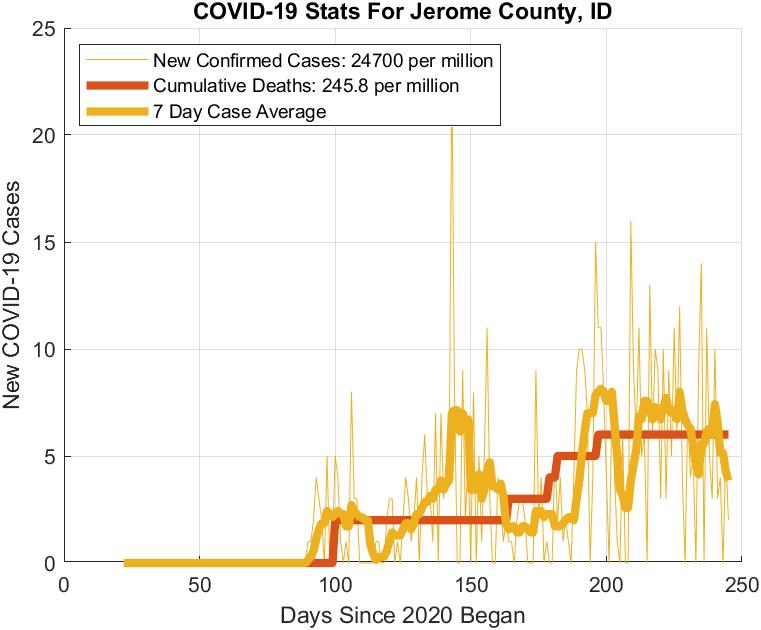 COVID-19 Stats For Jerome County, ID
25
New Confirmed Cases: 24700 per million
Cumulative Deaths: 245.8 per million
7 Day Case Average
20
15
10
5
0
New COVID-19 Cases
0 50 100 150 200 250
Days Since 2020 Began